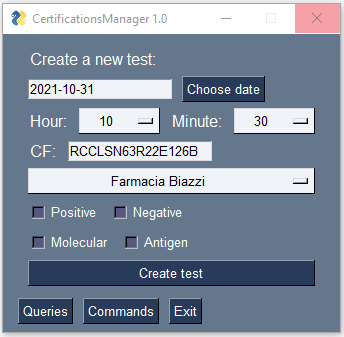 CertificationsManager 1.0
Create a new test:
2021-10-31 Choose date
Hour: 10 Minute: 30
CF: RCCLSN63R22E126B
Farmacia Biazzi
Positive Negative
Molecular Antigen
Create test
Queries Commands Exit